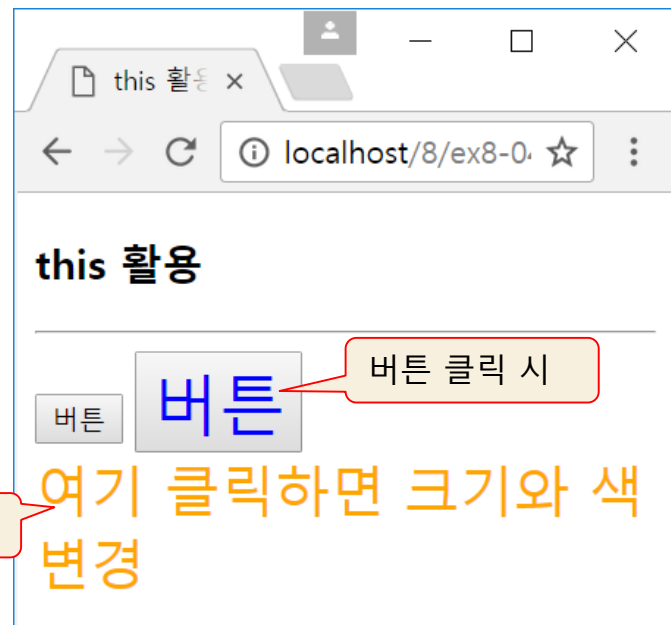 this 활용
localhost/8/ex8-04
this 활용
버튼 클릭 시
버튼 버튼
여기 클릭하면 크기와 색
변경